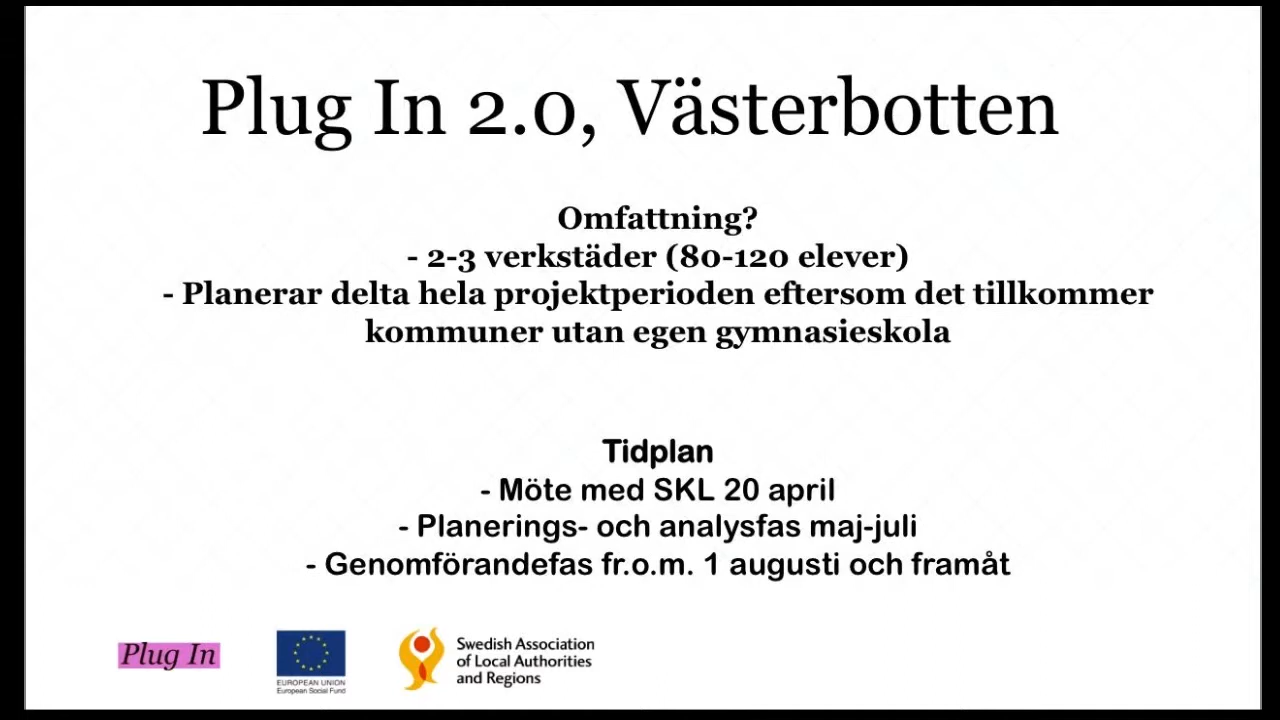 Plug In 2.0, Västerbotten
Omfattning?
- 2-3 verkstäder (80-120 elever)
- Planerar delta hela projektperioden eftersom det tillkommer
kommuner utan egen gymnasieskola
Tidplan
- Möte med SKL 20 april
- Planerings- och analysfas maj-juli
- Genomförandefas fr.o.m. 1 augusti och framåt
Plug In
EUROPEAN UNION
European Social Fund
Swedish Association
of Local Authorities
and Regions